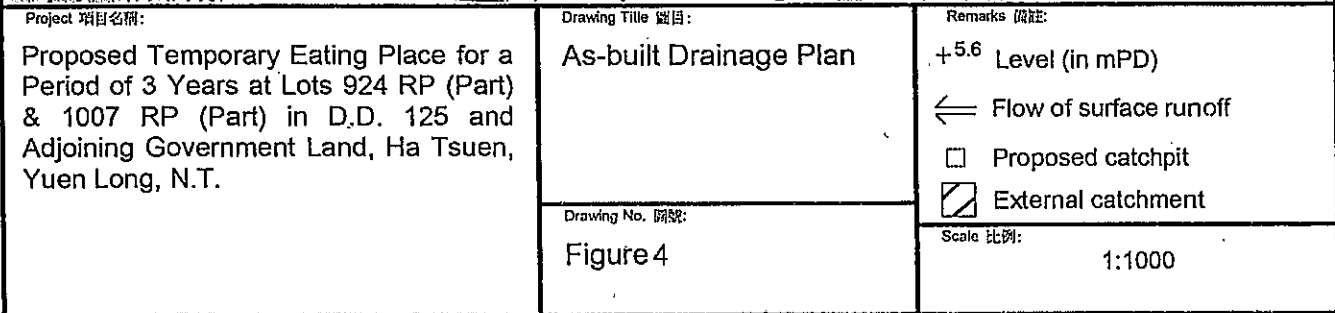 Project 項目名稱:
Proposed Temporary Eating Place for a
Period of 3 Years at Lots 924 RP (Part)
& 1007 RP (Part) in D.D. 125 and
Adjoining Government Land, Ha Tsuen,
Yuen Long, N.T.
Drawing Title 圖目:
As-built Drainage Plan
Drawing No. 圖號:
Figure 4
Remarks 備註:
+5.6 Level (in mPD)
Flow of surface runoff
Proposed catchpit
External catchment
Scale 比例:
1:1000